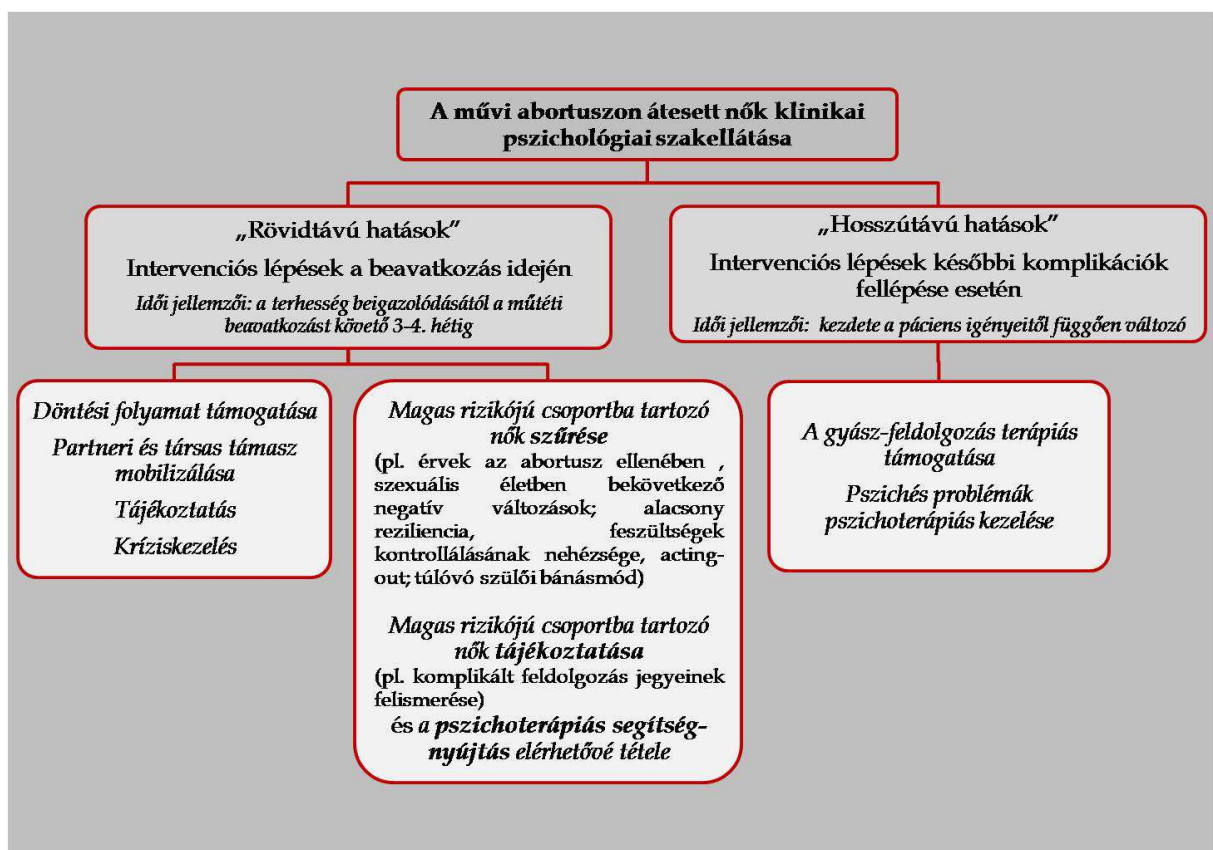 A művi abortuszon átesett nők klinikai
pszichológiai szakellátása
„Rövidtávú hatások"
Intervenciós lépések a beavatkozás idején
Idői jellemzői: a terhesség beigazolódásától a műtéti
beavatkozást követő 3-4. hétig
„Hosszútávú hatások"
Intervenciós lépések későbbi komplikációk
fellépése esetén
Idői jellemzői: kezdete a páciens igényeitől függően változó
Döntési folyamat támogatása
Partneri és társas támasz
mobilizálása
Tájékoztatás
Kríziskezelés
Magas rizikójú csoportba tartozó
nők szűrése
(pl. érvek az abortusz ellenében ,
szexuális életben bekövetkező
negatív változások; alacsony
reziliencia, feszültségek
kontrollálásának nehézsége, acting-
out; túlóvó szülői bánásmód)
Magas rizikójú csoportba tartozó
nők tájékoztatása
(pl. komplikált feldolgozás jegyeinek
felismerése)
és a pszichoterápiás segítség-
nyújtás elérhetővé tétele
A gyász-feldolgozás terápiás
támogatása
Pszichés problémák
pszichoterápiás kezelése